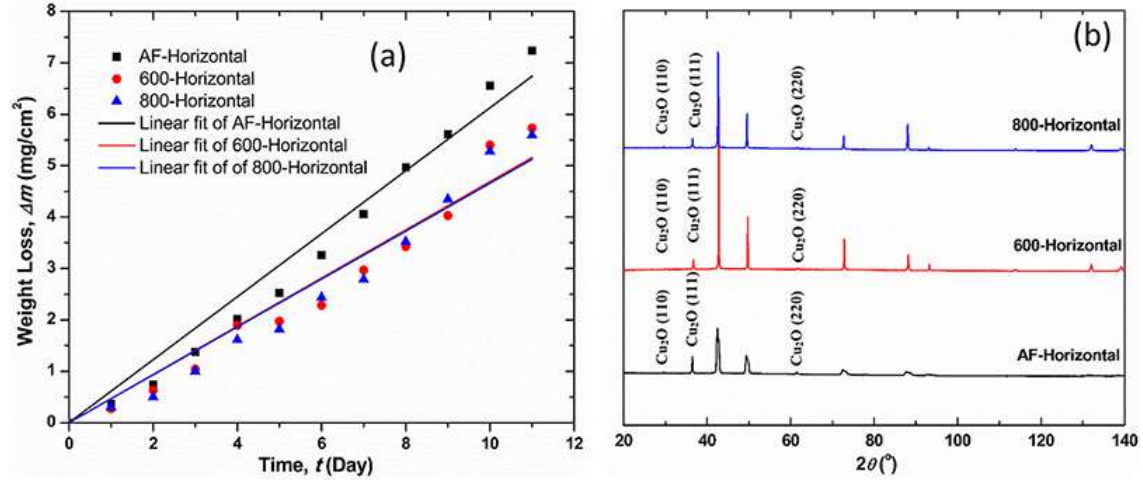 (a)
AF-Horizontal
600-Horizontal
800-Horizontal
Linear fit of AF-Horizontal
Linear fit of 600-Horizontal
Linear fit of of 800-Horizontal
Weight Loss, Δm (mg/cm²)
8
7
6
5
4
3
2
1
0
0 2 4 6 8 10 12
Time, t (Day)
(b)
Cu₂O (110)
Cu₂O (111)
Cu₂O (220)
800-Horizontal
Cu₂O (110)
Cu₂O (111)
Cu₂O (220)
600-Horizontal
Cu₂O (110)
Cu₂O (111)
Cu₂O (220)
AF-Horizontal
20 40 60 80 100 120 140
2θ (°)